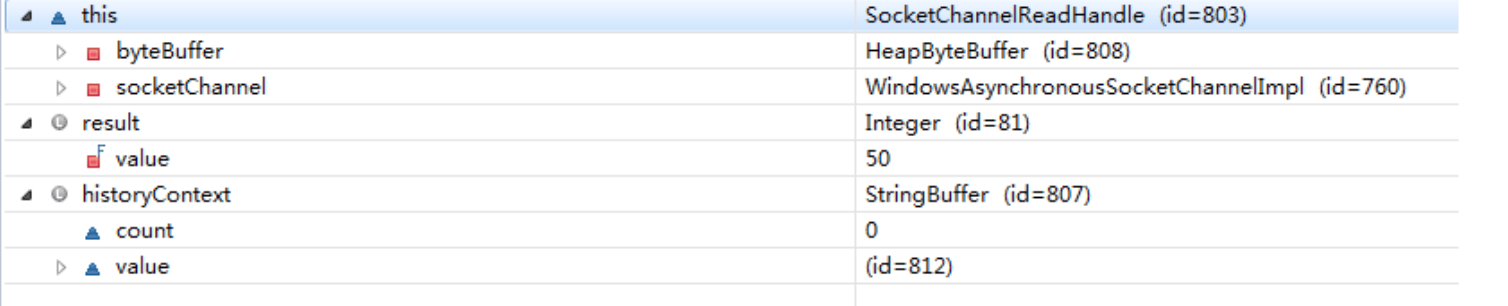 this SocketChannelReadHandle (id=803)
byteBuffer HeapByteBuffer (id=808)
socketChannel WindowsAsynchronousSocketChannelImpl (id=760)
result Integer (id=81)
value 50
historyContext StringBuffer (id=807)
count 0
value (id=812)